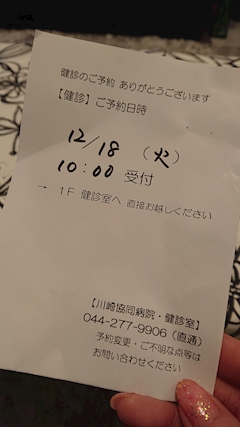 健診のご予約 ありがとうございます
【健診】ご予約日時
12/18 (火)
10:00 受付
→ 1F 健診室へ 直接お越しください
【川崎協同病院・健診室】
044-277-9906（直通）
予約変更・ご不明な点等は
お問い合わせください